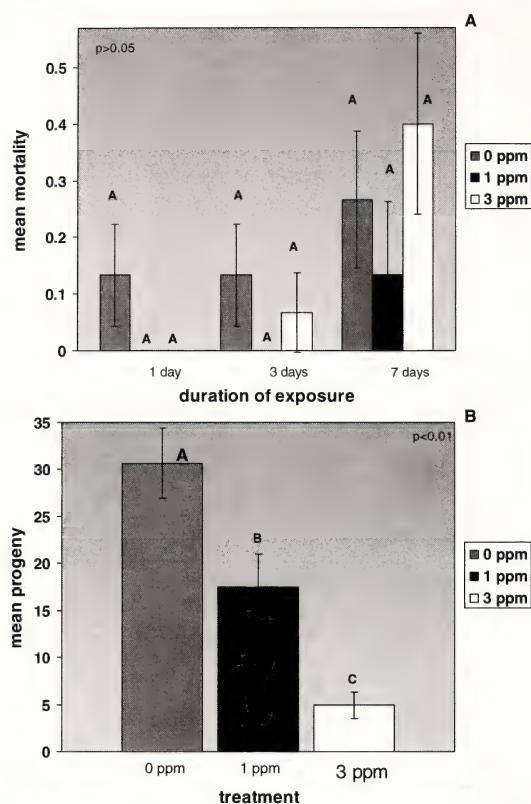 A
p>0.05
0.5
0.4
0.3
0.2
0.1
0
mean mortality
A
A
A
A
A
A
A
A
A
1 day
3 days
7 days
duration of exposure
0 ppm
1 ppm
3 ppm
B
p<0.01
35
30
25
20
15
10
5
0
mean progeny
A
B
C
0 ppm
1 ppm
3 ppm
treatment
0 ppm
1 ppm
3 ppm